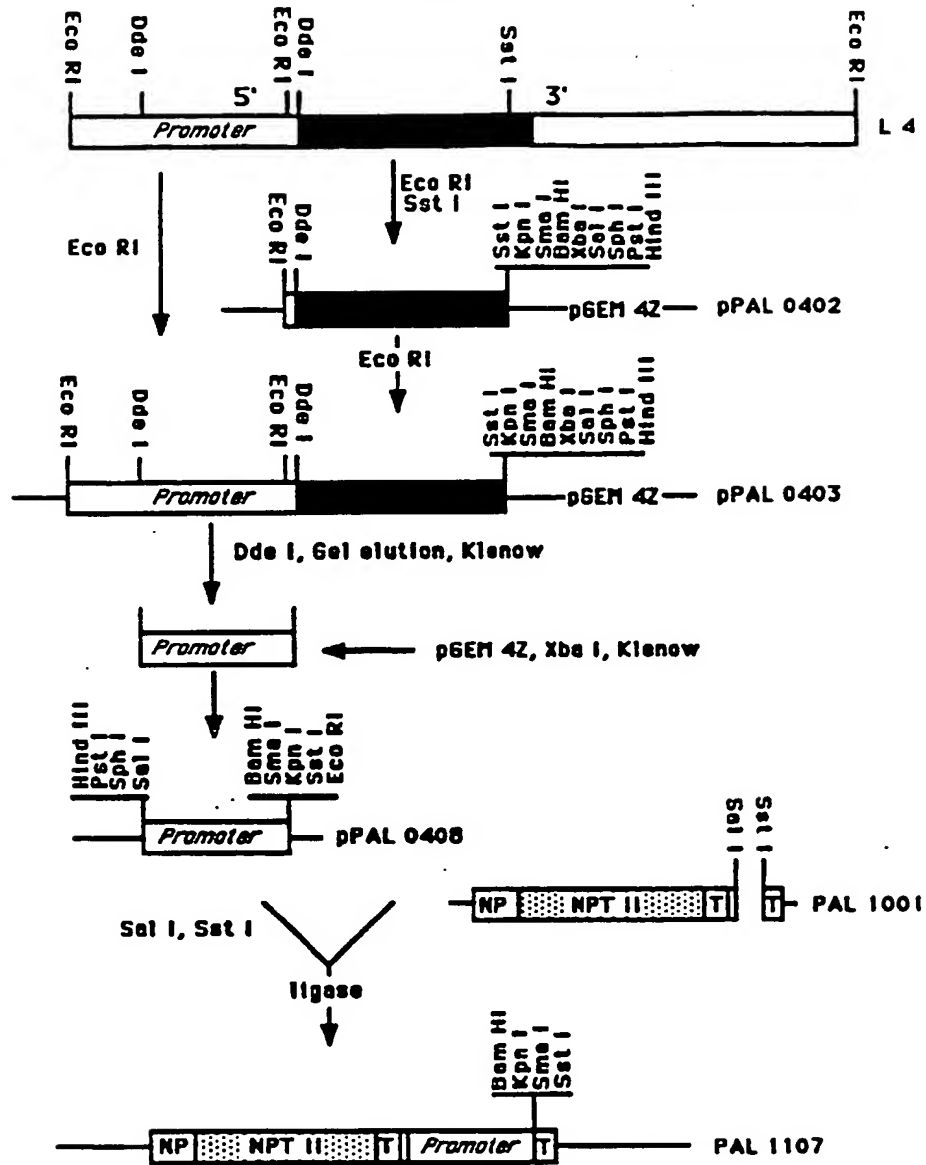 Eco RI
Dde I
Eco RI
Dde I
Sst I
Eco RI
5'
3'
Promoter
L 4
Eco RI
Eco RI
Sst I
Eco RI
Dde I
Sst I
Kpn I
Sma I
Bam HI
Xba I
Sal I
Sph I
Pst I
Hind III
pGEM 4Z
pPAL 0402
Eco RI
Eco RI
Dde I
Eco RI
Dde I
Sst I
Kpn I
Sma I
Bam HI
Xba I
Sal I
Sph I
Pst I
Hind III
Promoter
pGEM 4Z
pPAL 0403
Dde I, Gel elution, Klenow
Promoter
pGEM 4Z, Xba I, Klenow
Hind III
Pst I
Sph I
Sal I
Bam HI
Sma I
Kpn I
Sst I
Eco RI
Promoter
pPAL 0408
Sal I
Sst I
NP
NPT II
T
T
PAL 1001
Sal I, Sst I
ligase
Bam HI
Kpn I
Sma I
Sst I
NP
NPT II
T
Promoter
T
PAL 1107